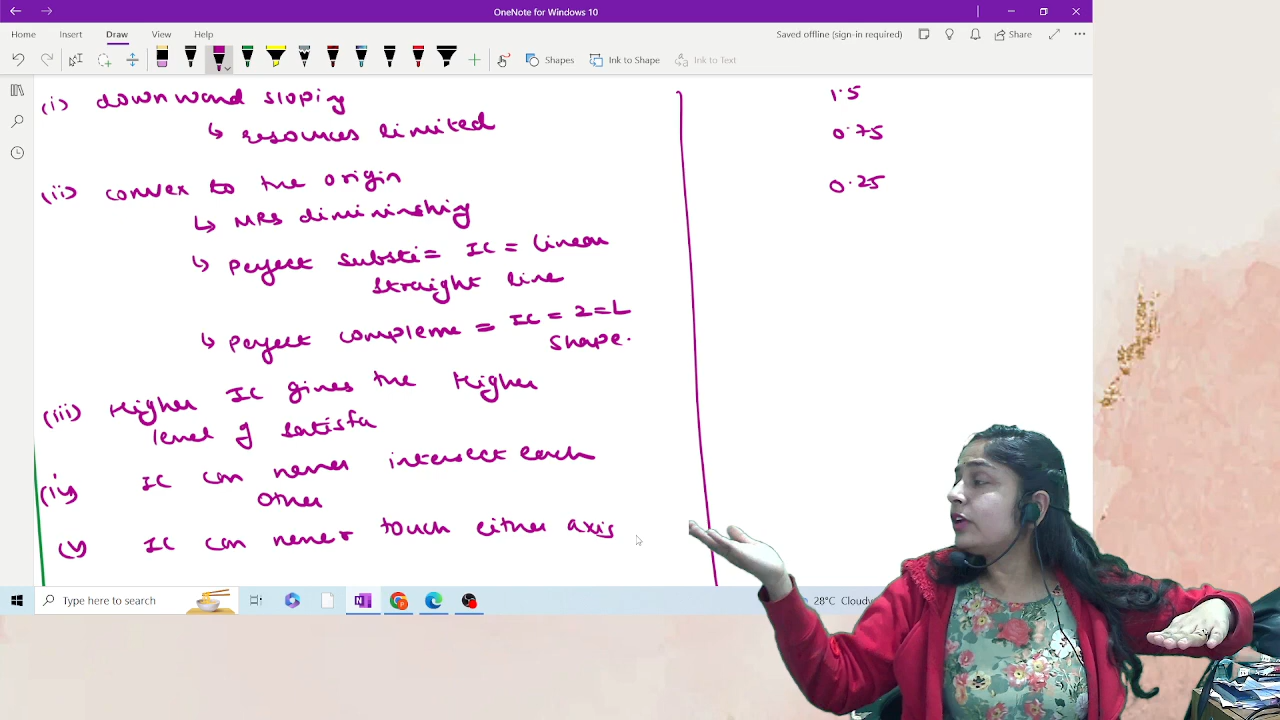 OneNote for Windows 10
Home Insert Draw View Help
Saved offline (sign-in required)
Share
Shapes
Ink to Shape
Ink to Text
(i) downward sloping
↳ resources limited
(ii) convex to the origin
↳ MRS diminishing
↳ Perfect substi = IC = linear
straight line
↳ Perfect compleme = IC = 2 = L
shape.
(iii) Higher IC gives the Higher
level of satisfa
(iv) IC can never intersect each
other
(v) IC can never touch either axis
1.5
0.75
0.25
Type here to search
28°C Cloudy